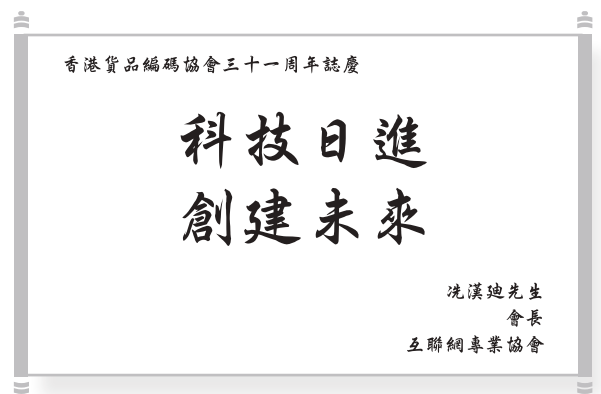 香港貨品編碼協會三十一周年誌慶
科技日進
創建未來
冼漢廸先生
會長
互聯網專業協會